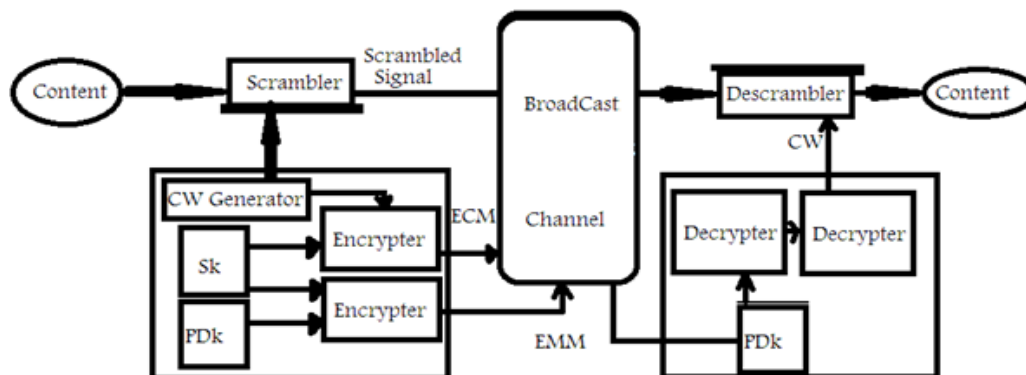 Content
Scrambler
Scrambled
Signal
BroadCast
Channel
Descrambler
Content
CW
CW Generator
Encrypter
ECM
Sk
Encrypter
PDk
EMM
Decrypter
Decrypter
PDk